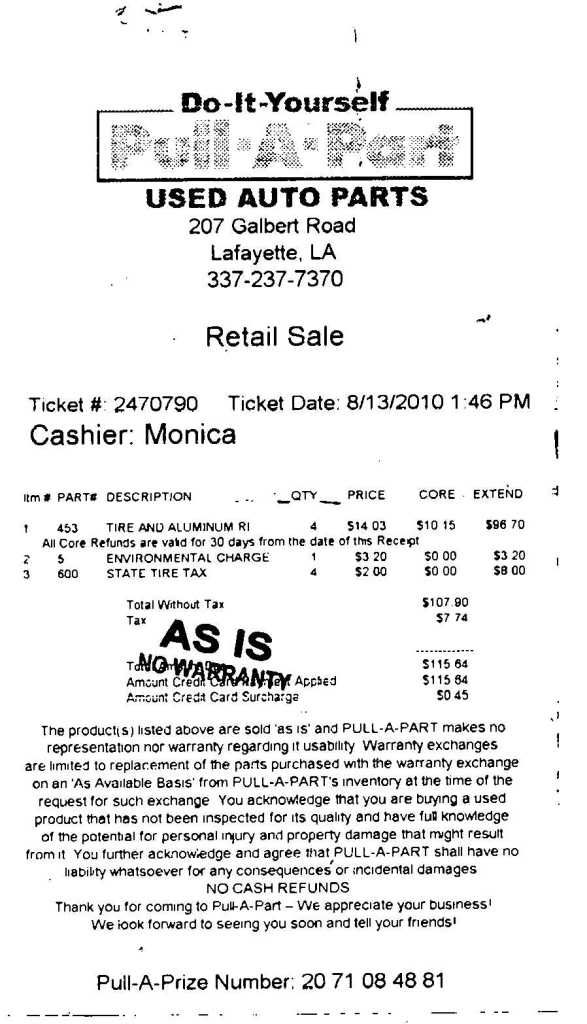 Do-It-Yourself
Pull-A-Part
USED AUTO PARTS
207 Galbert Road
Lafayette, LA
337-237-7370
Retail Sale
Ticket #: 2470790 Ticket Date: 8/13/2010 1:46 PM
Cashier: Monica
Itm # PART# DESCRIPTION QTY PRICE CORE EXTEND
1 453 TIRE AND ALUMINUM RI 4 $14.03 $10.15 $96.70
All Core Refunds are valid for 30 days from the date of this Receipt
2 5 ENVIRONMENTAL CHARGE 1 $3.20 $0.00 $3.20
3 600 STATE TIRE TAX 4 $2.00 $0.00 $8.00
Total Without Tax $107.90
Tax $7.74
AS IS
NO WARRANTY
Total Amount Due $115.64
Amount Credit Card Payment Applied $115.64
Amount Credit Card Surcharge $0.45
The product(s) listed above are sold 'as is' and PULL-A-PART makes no
representation nor warranty regarding it usability. Warranty exchanges
are limited to replacement of the parts purchased with the warranty exchange
on an 'As Available Basis' from PULL-A-PART's inventory at the time of the
request for such exchange. You acknowledge that you are buying a used
product that has not been inspected for its quality and have full knowledge
of the potential for personal injury and property damage that might result
from it. You further acknowledge and agree that PULL-A-PART shall have no
liability whatsoever for any consequences or incidental damages
NO CASH REFUNDS
Thank you for coming to Pull-A-Part – We appreciate your business!
We look forward to seeing you soon and tell your friends!
Pull-A-Prize Number: 20 71 08 48 81